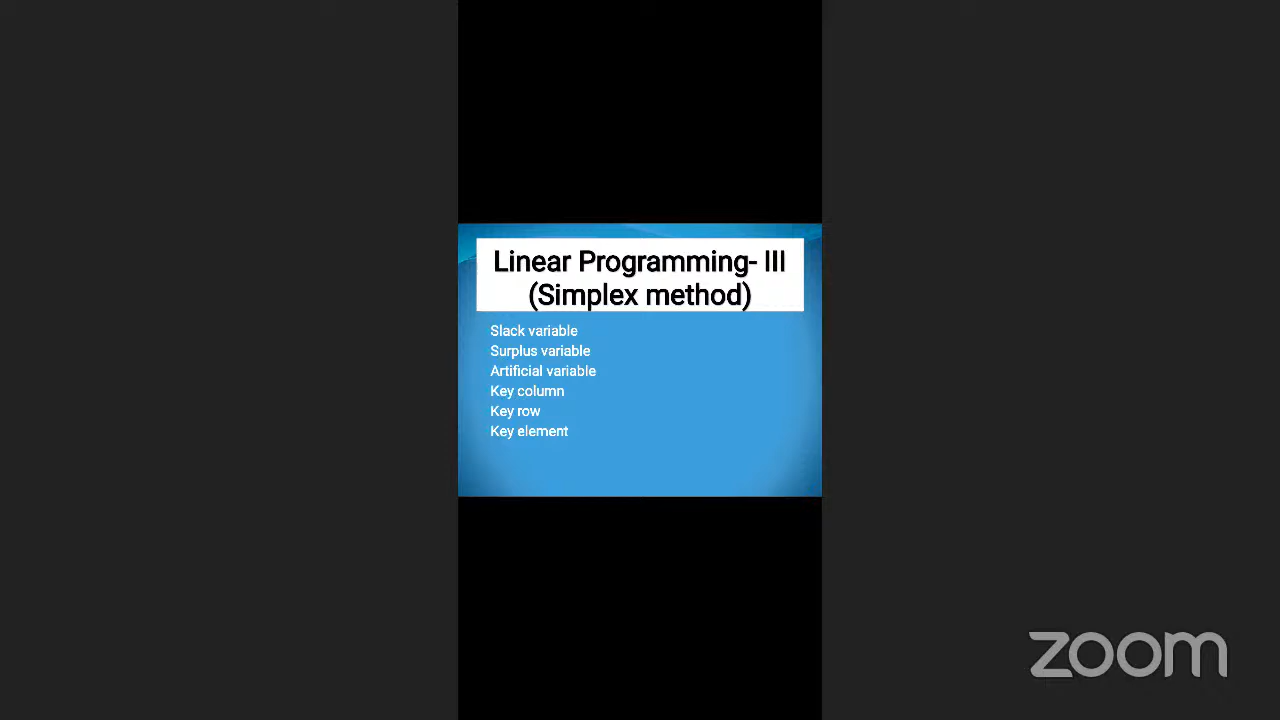 Linear Programming- III
(Simplex method)
Slack variable
Surplus variable
Artificial variable
Key column
Key row
Key element
zoom